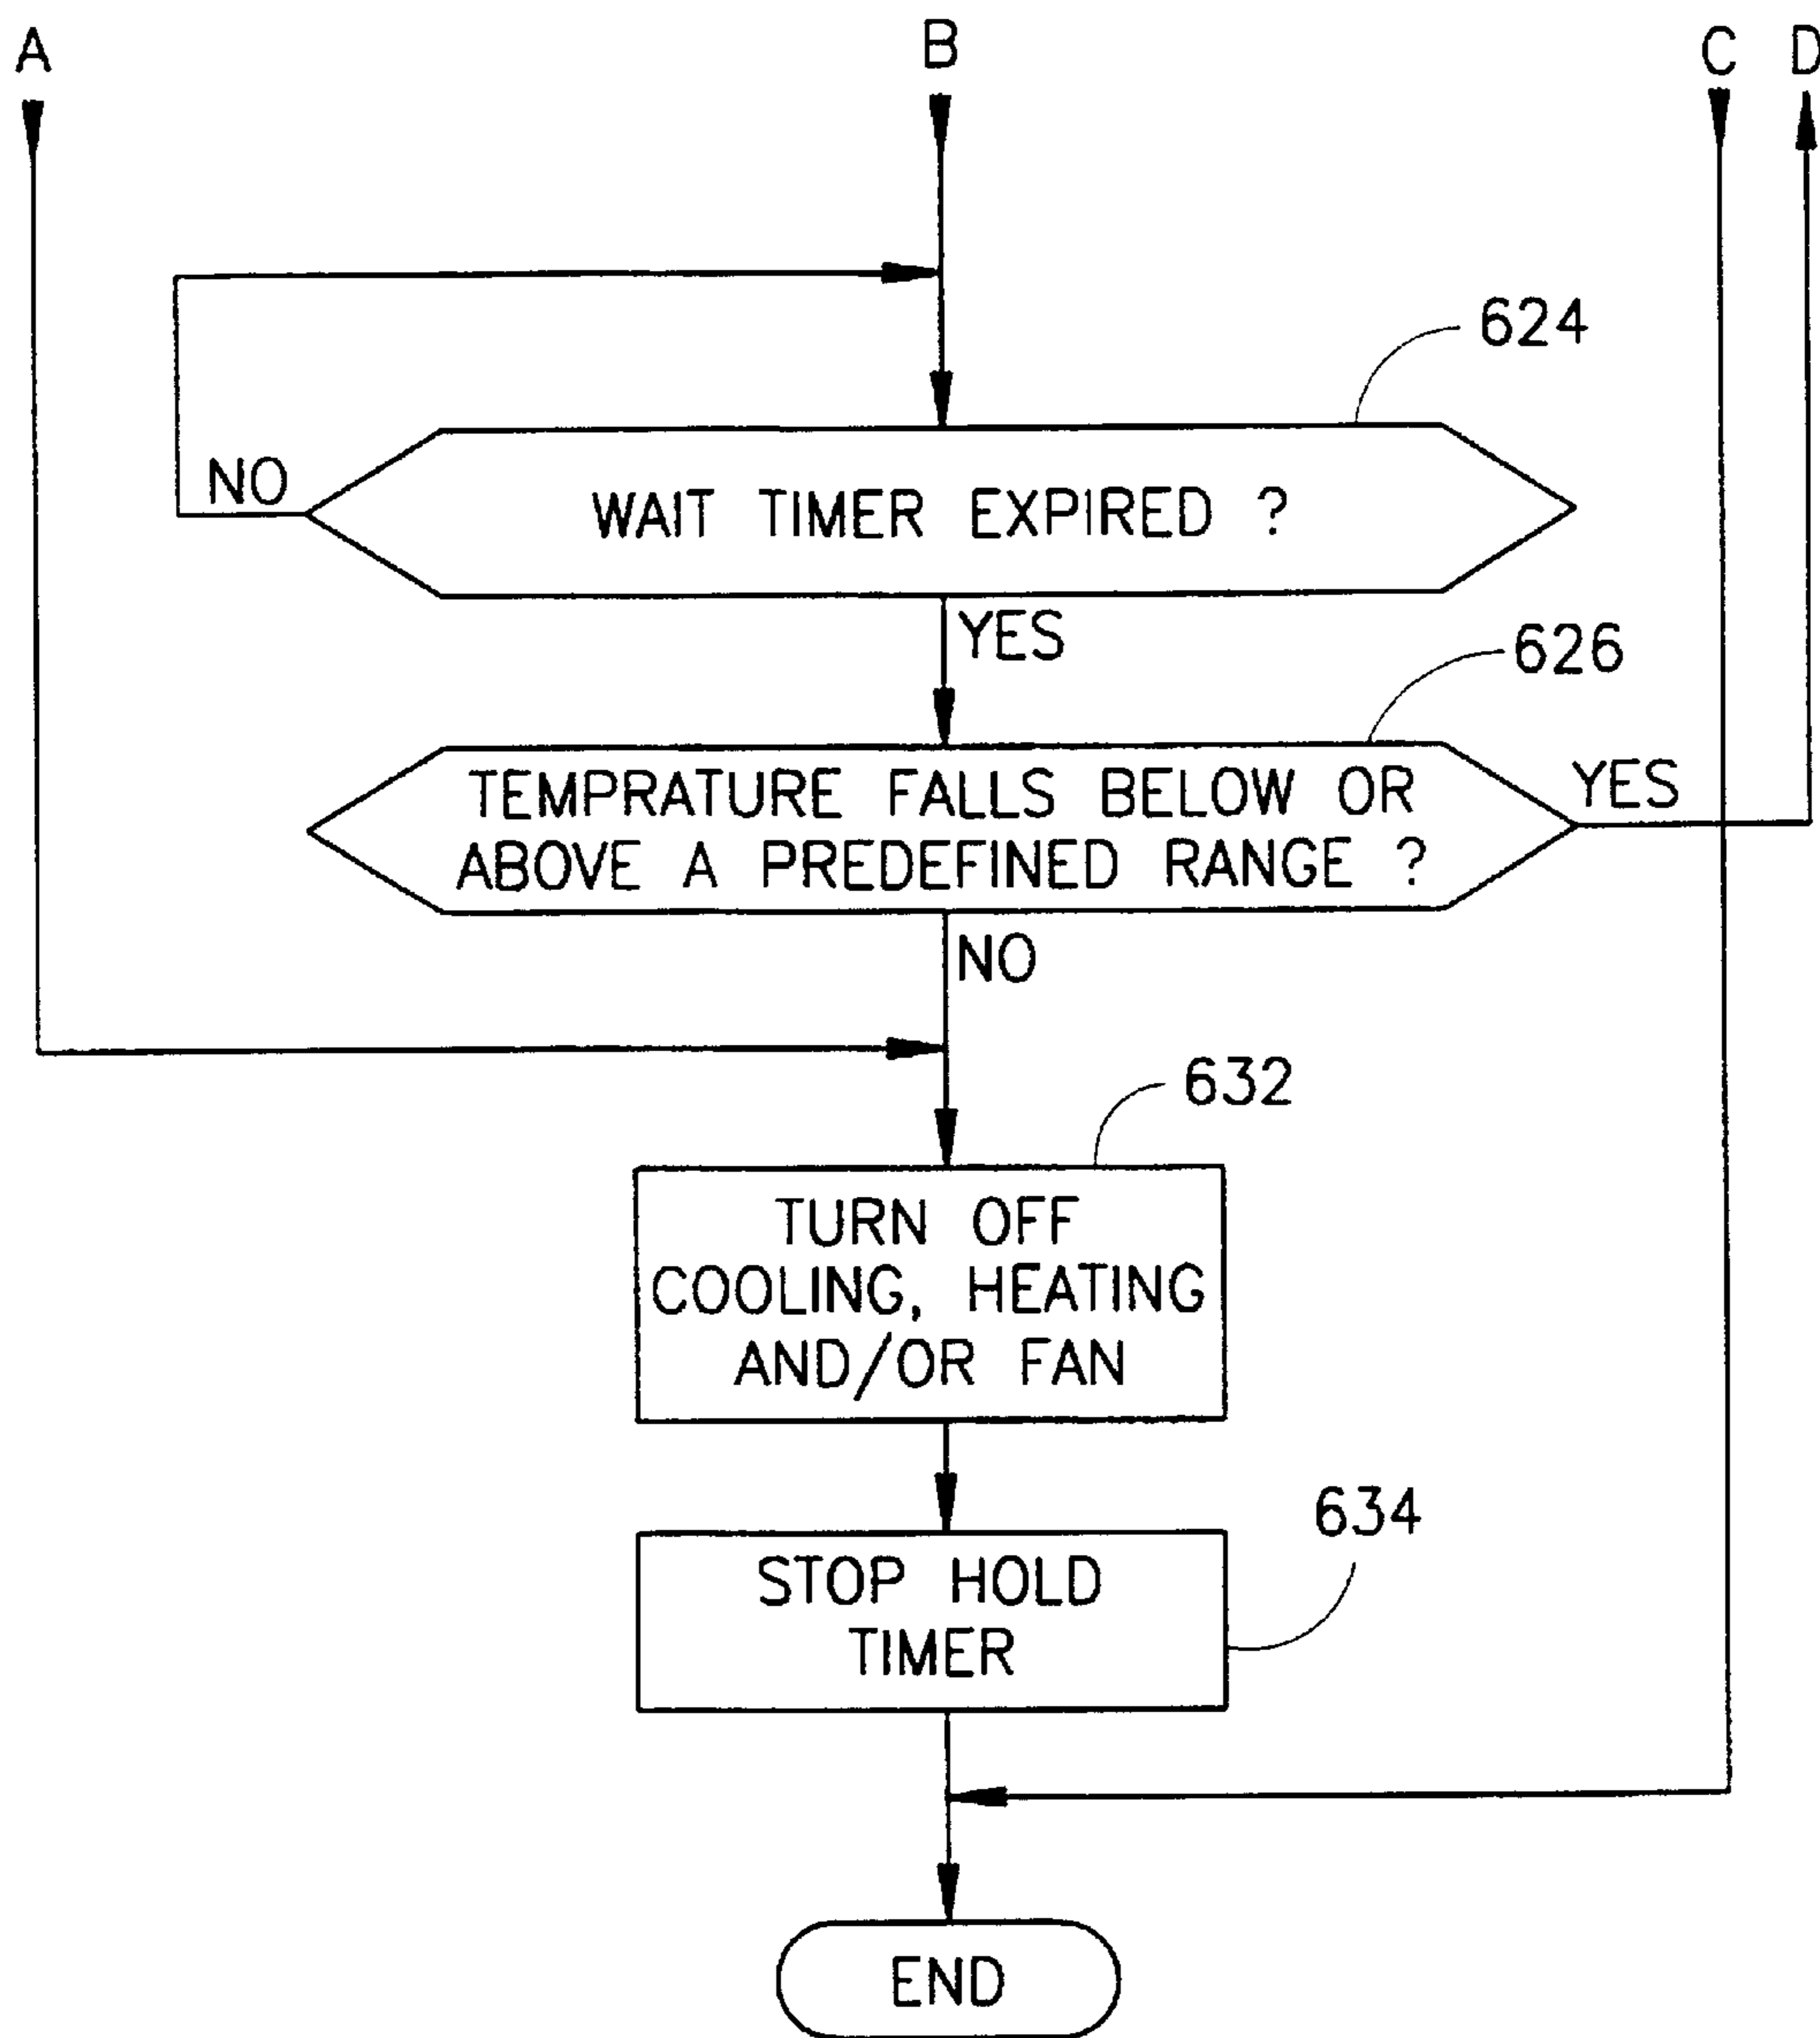 A
B
C
D
624
NO
WAIT TIMER EXPIRED ?
YES
626
TEMPRATURE FALLS BELOW OR
ABOVE A PREDEFINED RANGE ?
YES
NO
632
TURN OFF
COOLING, HEATING
AND/OR FAN
634
STOP HOLD
TIMER
END